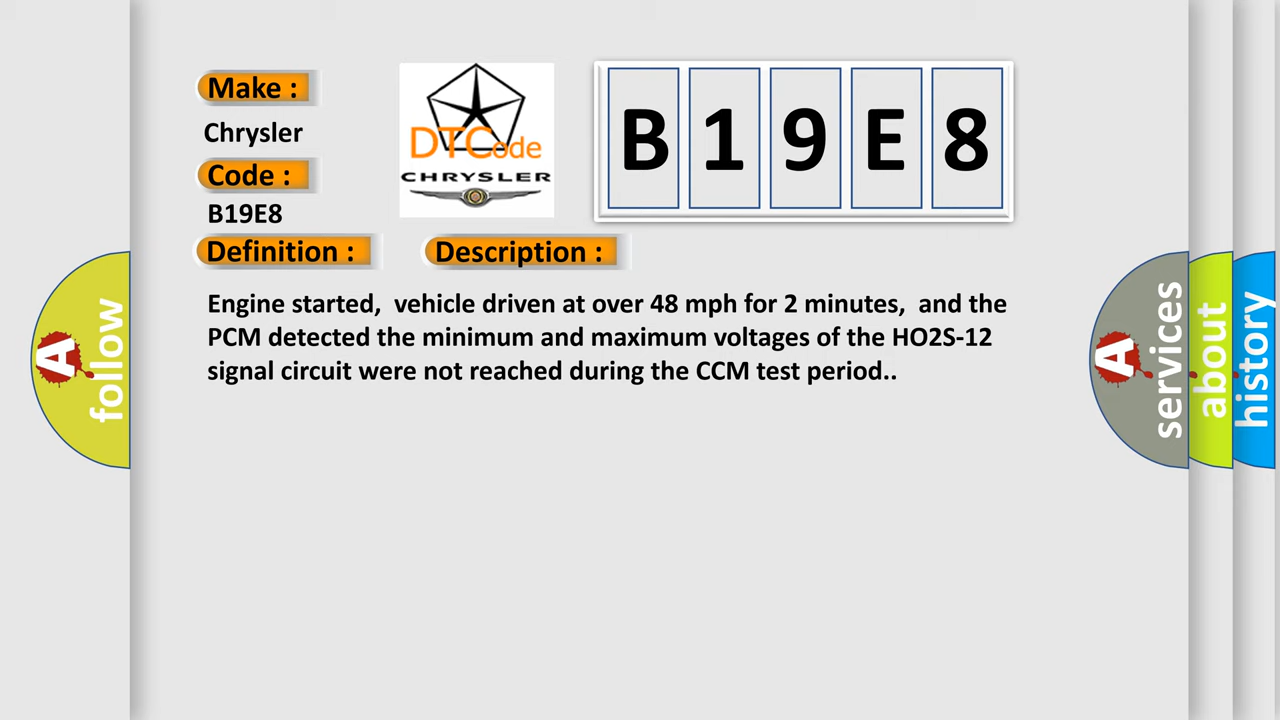 Make :
Chrysler
Code :
B19E8
Definition :
Description :
DTCode
CHRYSLER
B 1 9 E 8
Engine started, vehicle driven at over 48 mph for 2 minutes, and the
PCM detected the minimum and maximum voltages of the HO2S-12
signal circuit were not reached during the CCM test period..
A follow
A services
about
history